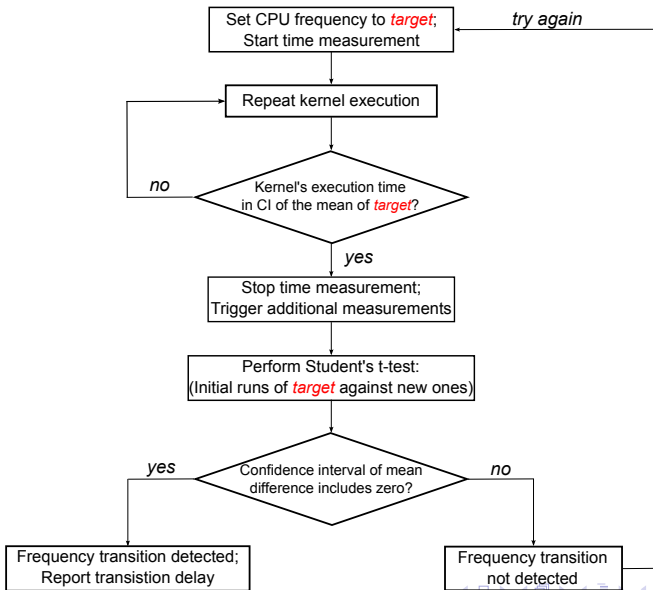 Set CPU frequency to target;
Start time measurement
try again
Repeat kernel execution
no
Kernel's execution time
in CI of the mean of target?
yes
Stop time measurement;
Trigger additional measurements
Perform Student's t-test:
(Initial runs of target against new ones)
yes
Confidence interval of mean
difference includes zero?
no
Frequency transition detected;
Report transistion delay
Frequency transition
not detected